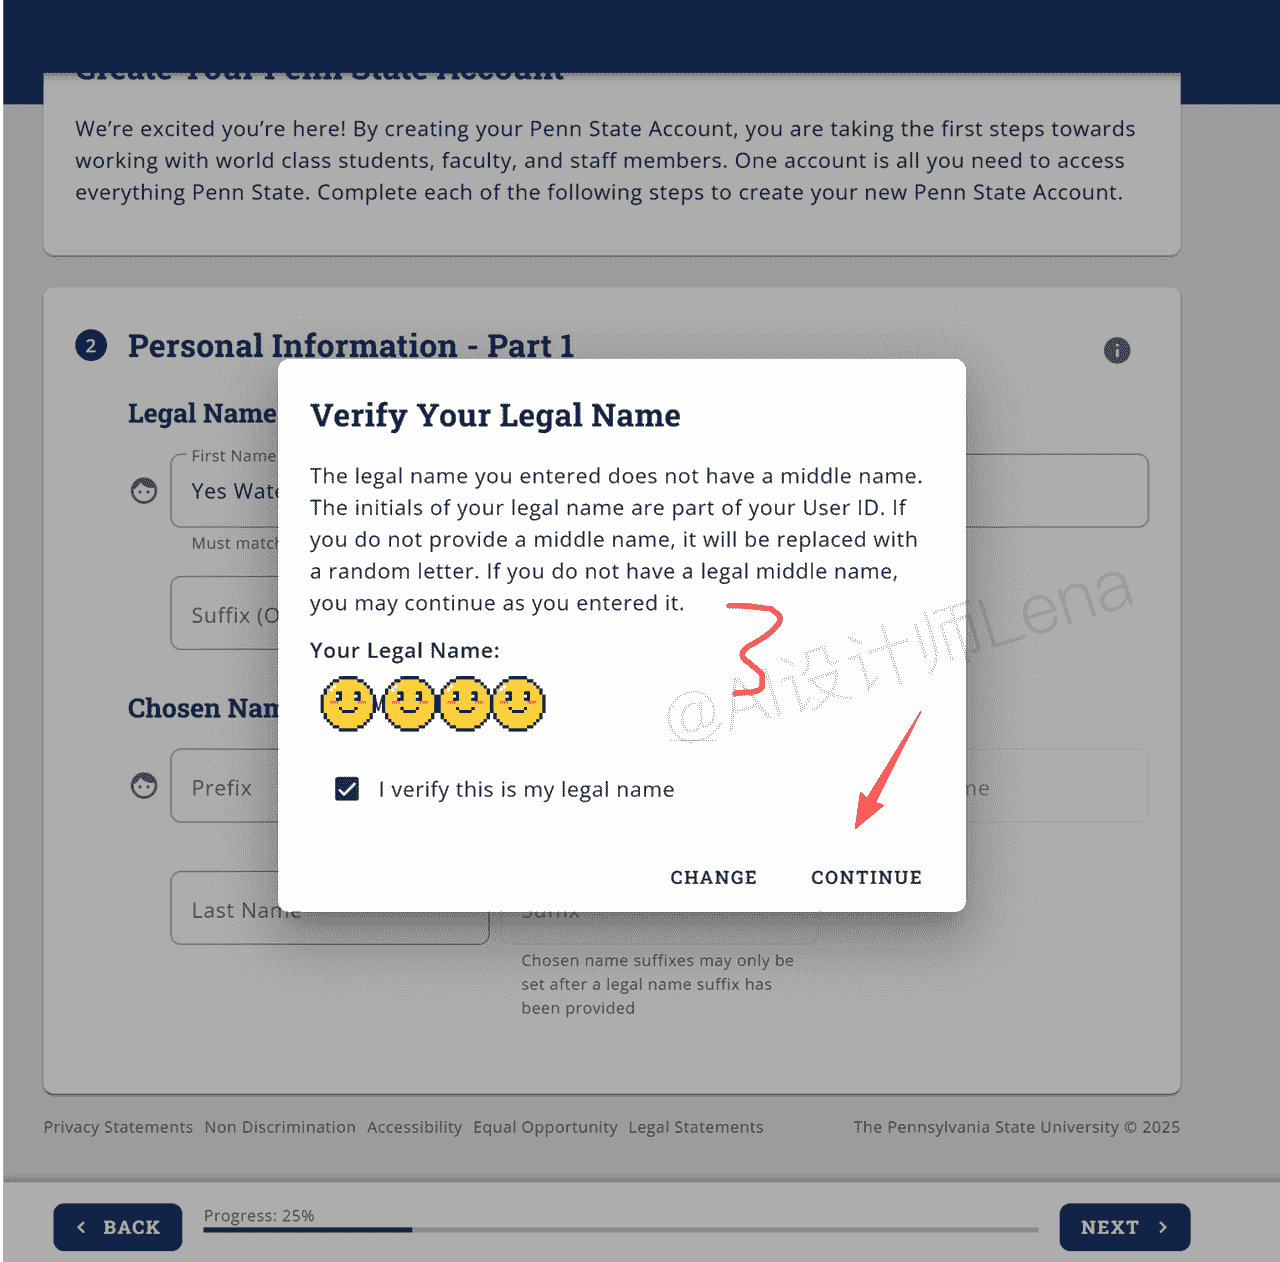 Create Your Penn State Account
We’re excited you’re here! By creating your Penn State Account, you are taking the first steps towards
working with world class students, faculty, and staff members. One account is all you need to access
everything Penn State. Complete each of the following steps to create your new Penn State Account.
2 Personal Information - Part 1
Legal Name
First Name
Yes
Must match
Suffix
Verify Your Legal Name
The legal name you entered does not have a middle name.
The initials of your legal name are part of your User ID. If
you do not provide a middle name, it will be replaced with
a random letter. If you do not have a legal middle name,
you may continue as you entered it.
Your Legal Name:
I verify this is my legal name
CHANGE CONTINUE
3
@AI设计师Lena
Chosen
Prefix
Last Name
Suffix
Chosen name suffixes may only be
set after a legal name suffix has
been provided
Privacy Statements Non Discrimination Accessibility Equal Opportunity Legal Statements The Pennsylvania State University © 2025
BACK Progress: 25% NEXT